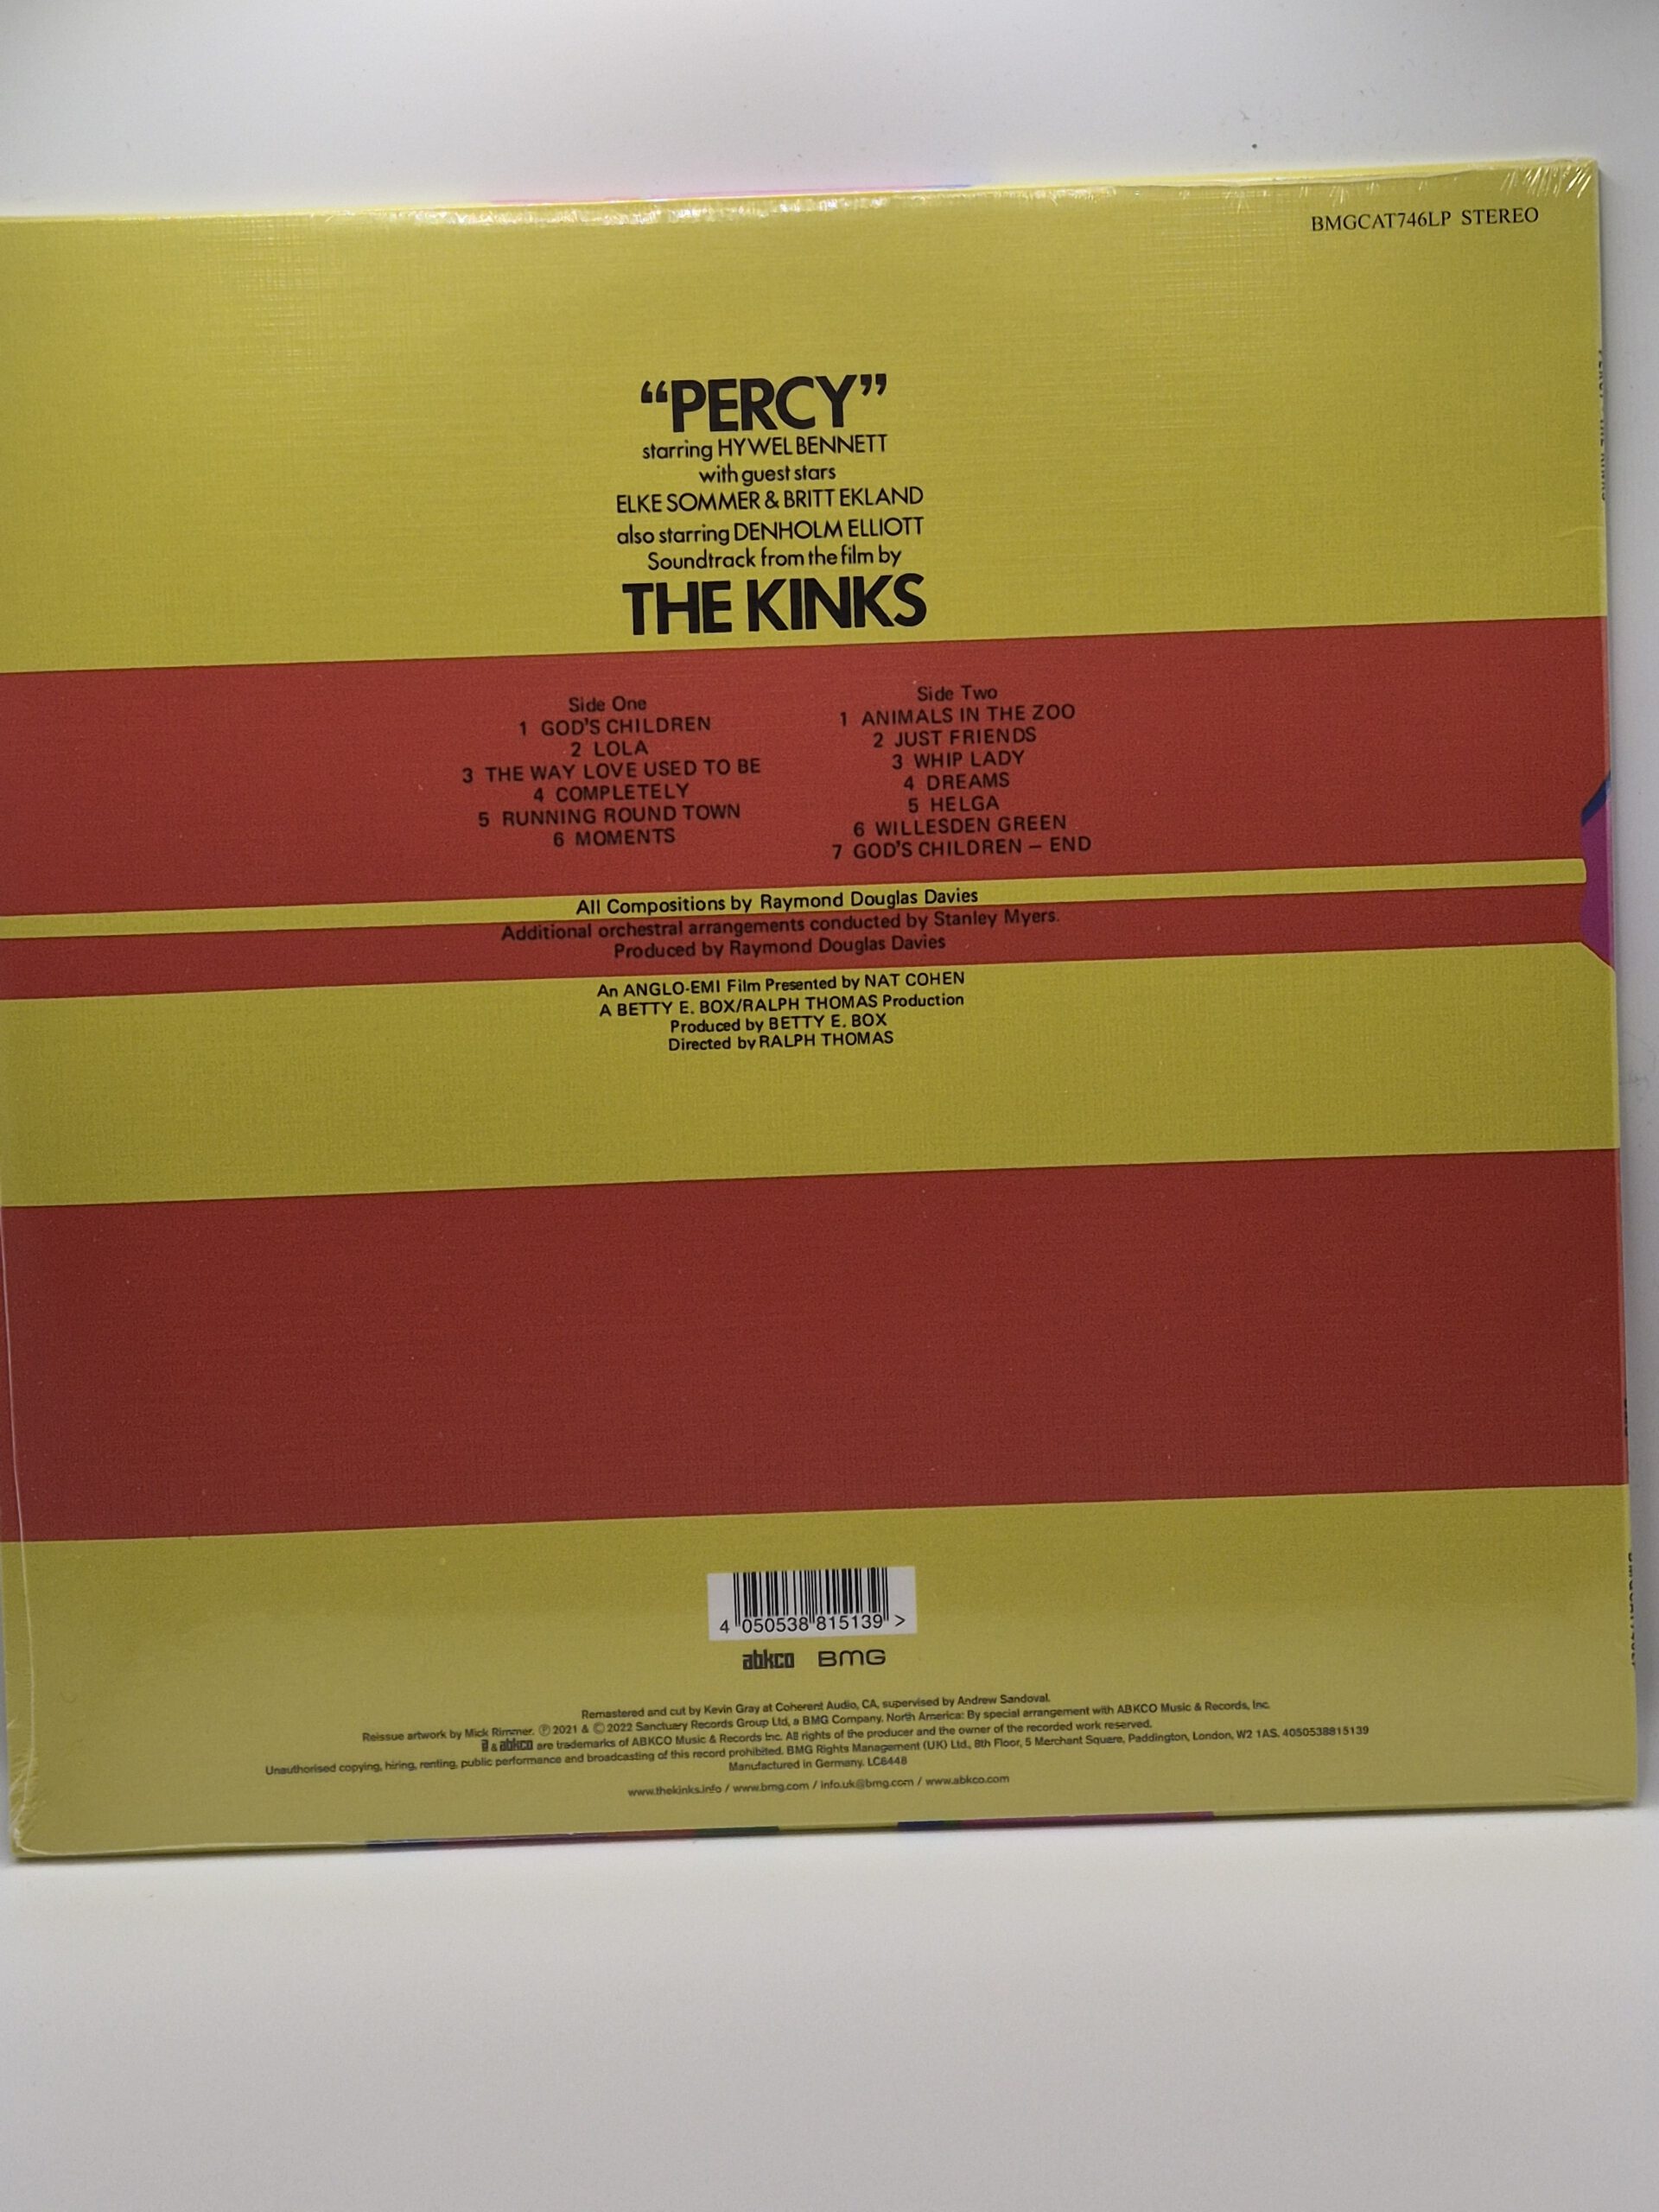 BMGCAT746LP STEREO
“PERCY”
starring HYWEL BENNETT
with guest stars
ELKE SOMMER & BRITT EKLAND
also starring DENHOLM ELLIOTT
Soundtrack from the film by
THE KINKS
Side One
1 GOD'S CHILDREN
2 LOLA
3 THE WAY LOVE USED TO BE
4 COMPLETELY
5 RUNNING ROUND TOWN
6 MOMENTS
Side Two
1 ANIMALS IN THE ZOO
2 JUST FRIENDS
3 WHIP LADY
4 DREAMS
5 HELGA
6 WILLESDEN GREEN
7 GOD'S CHILDREN – END
All Compositions by Raymond Douglas Davies
Additional orchestral arrangements conducted by Stanley Myers.
Produced by Raymond Douglas Davies
An ANGLO-EMI Film Presented by NAT COHEN
A BETTY E. BOX/RALPH THOMAS Production
Produced by BETTY E. BOX
Directed by RALPH THOMAS
4 050538 815139 >
abkco BMG
Remastered and cut by Kevin Gray at Coherent Audio, CA, supervised by Andrew Sandoval.
Reissue artwork by Mick Rimmer. ℗ 2021 & © 2022 Sanctuary Records Group Ltd, a BMG Company. North America: By special arrangement with ABKCO Music & Records, Inc.
a & abkco are trademarks of ABKCO Music & Records Inc. All rights of the producer and the owner of the recorded work reserved.
Unauthorised copying, hiring, renting, public performance and broadcasting of this record prohibited. BMG Rights Management (UK) Ltd., 8th Floor, 5 Merchant Square, Paddington, London, W2 1AS. 4050538815139
Manufactured in Germany. LC6448
www.thekinks.info / www.bmg.com / info.uk@bmg.com / www.abkco.com